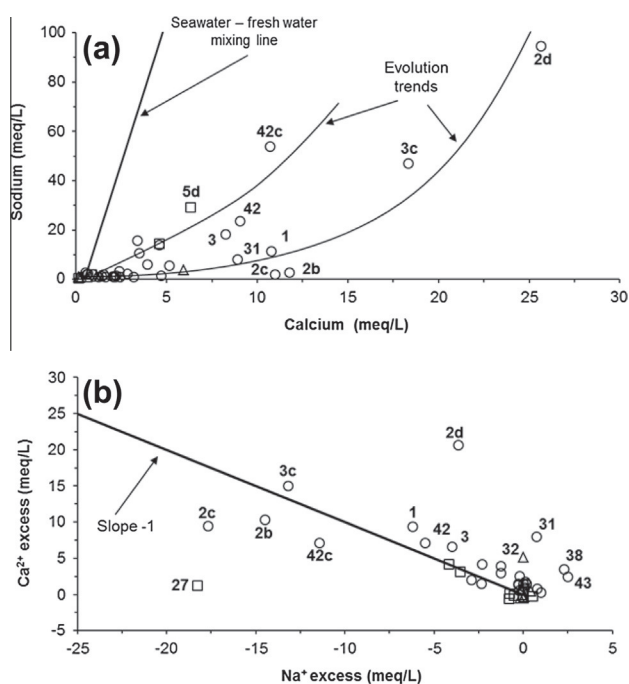 (a)
Seawater – fresh water
mixing line
Evolution
trends
2d
42c
3c
5d
42
3
31
1
2c
2b
100
80
60
40
20
0
Sodium (meq/L)
0 5 10 15 20 25 30
Calcium (meq/L)
(b)
2d
3c
2c
2b
42c
1
42
3
31
32
38
43
27
Slope -1
30
25
20
15
10
5
0
-5
Ca2+ excess (meq/L)
-25 -20 -15 -10 -5 0 5
Na+ excess (meq/L)